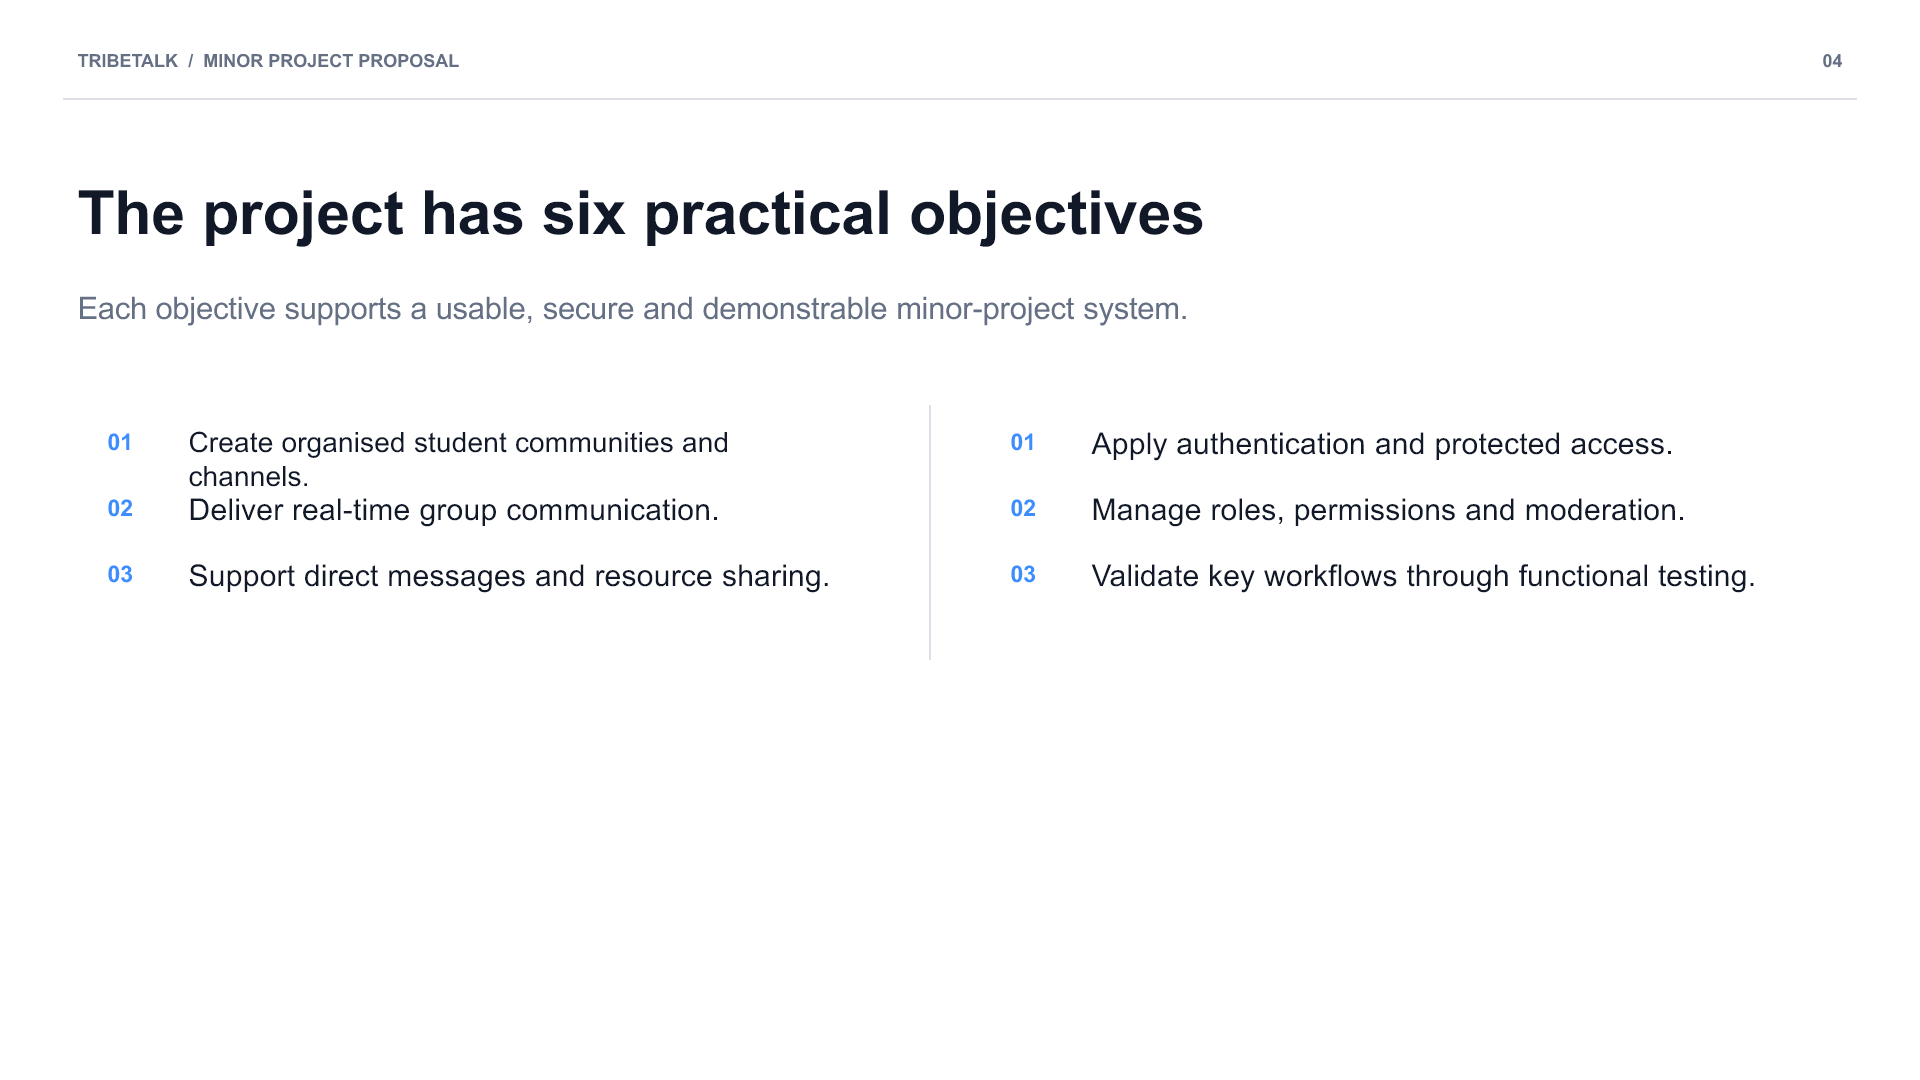 TRIBETALK / MINOR PROJECT PROPOSAL
04
The project has six practical objectives
Each objective supports a usable, secure and demonstrable minor-project system.
01 Create organised student communities and
channels.
02 Deliver real-time group communication.
03 Support direct messages and resource sharing.
01 Apply authentication and protected access.
02 Manage roles, permissions and moderation.
03 Validate key workflows through functional testing.